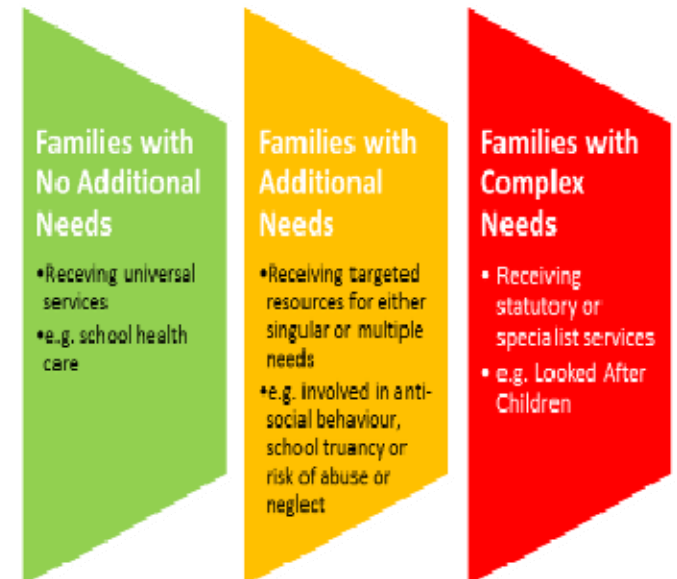 Families with
No Additional
Needs
•Receving universal
services
•e.g. school health
care
Families with
Additional
Needs
•Receiving targeted
resources for either
singular or multiple
needs
•e.g. involved in anti-
social behaviour,
school truancy or
risk of abuse or
neglect
Families with
Complex
Needs
• Receiving
statutory or
specialist services
• e.g. Looked After
Children